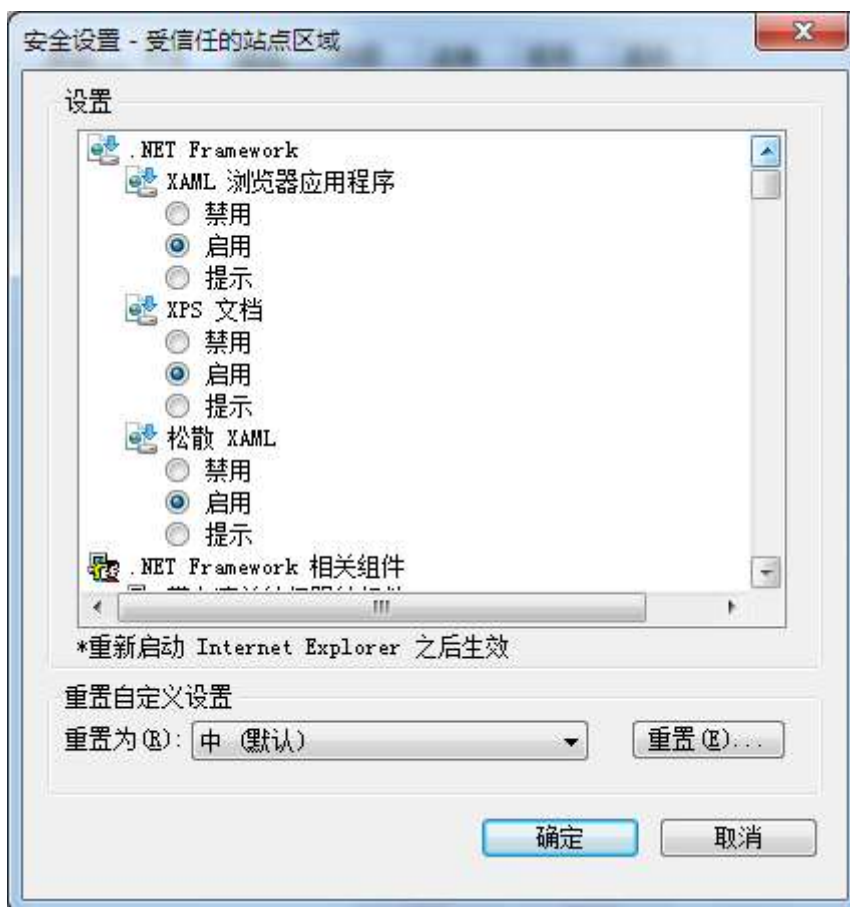 安全设置 - 受信任的站点区域
设置
.NET Framework
XAML 浏览器应用程序
禁用
启用
提示
XPS 文档
禁用
启用
提示
松散 XAML
禁用
启用
提示
.NET Framework 相关组件
*重新启动 Internet Explorer 之后生效
重置自定义设置
重置为(R): 中 (默认) 重置(E)...
确定 取消